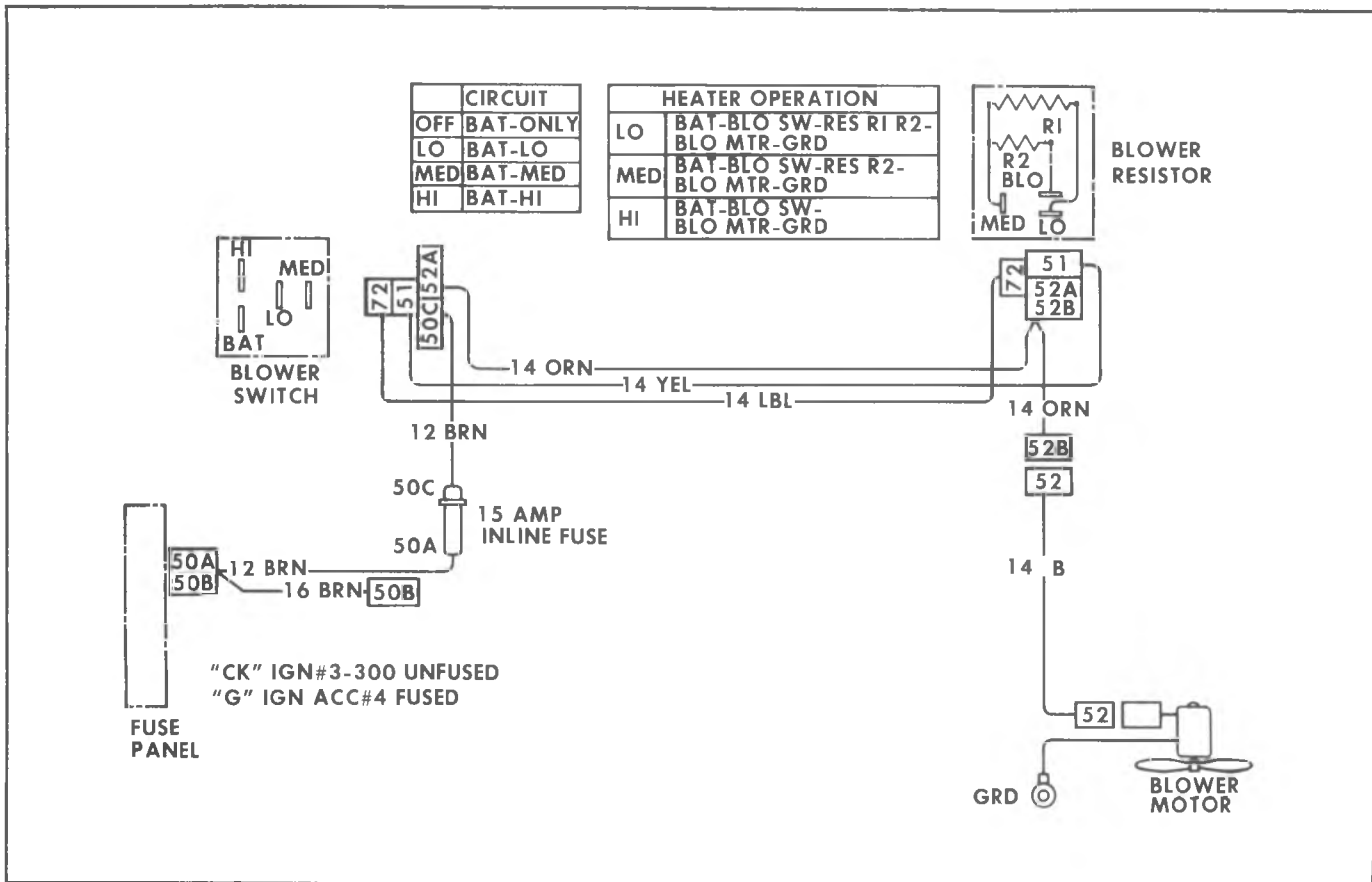 CIRCUIT
OFF BAT-ONLY
LO BAT-LO
MED BAT-MED
HI BAT-HI
HEATER OPERATION
LO BAT-BLO SW-RES R1 R2-
BLO MTR-GRD
MED BAT-BLO SW-RES R2-
BLO MTR-GRD
HI BAT-BLO SW-
BLO MTR-GRD
R1
R2
BLO
MED
LO
BLOWER
RESISTOR
HI
MED
LO
BAT
BLOWER
SWITCH
72
51
52A
50C
72
51
52A
52B
14 ORN
14 YEL
14 LBL
14 ORN
12 BRN
52B
52
50C
15 AMP
INLINE FUSE
50A
50A
50B
12 BRN
16 BRN
50B
14 B
"CK" IGN#3-300 UNFUSED
"G" IGN ACC#4 FUSED
FUSE
PANEL
52
GRD
BLOWER
MOTOR